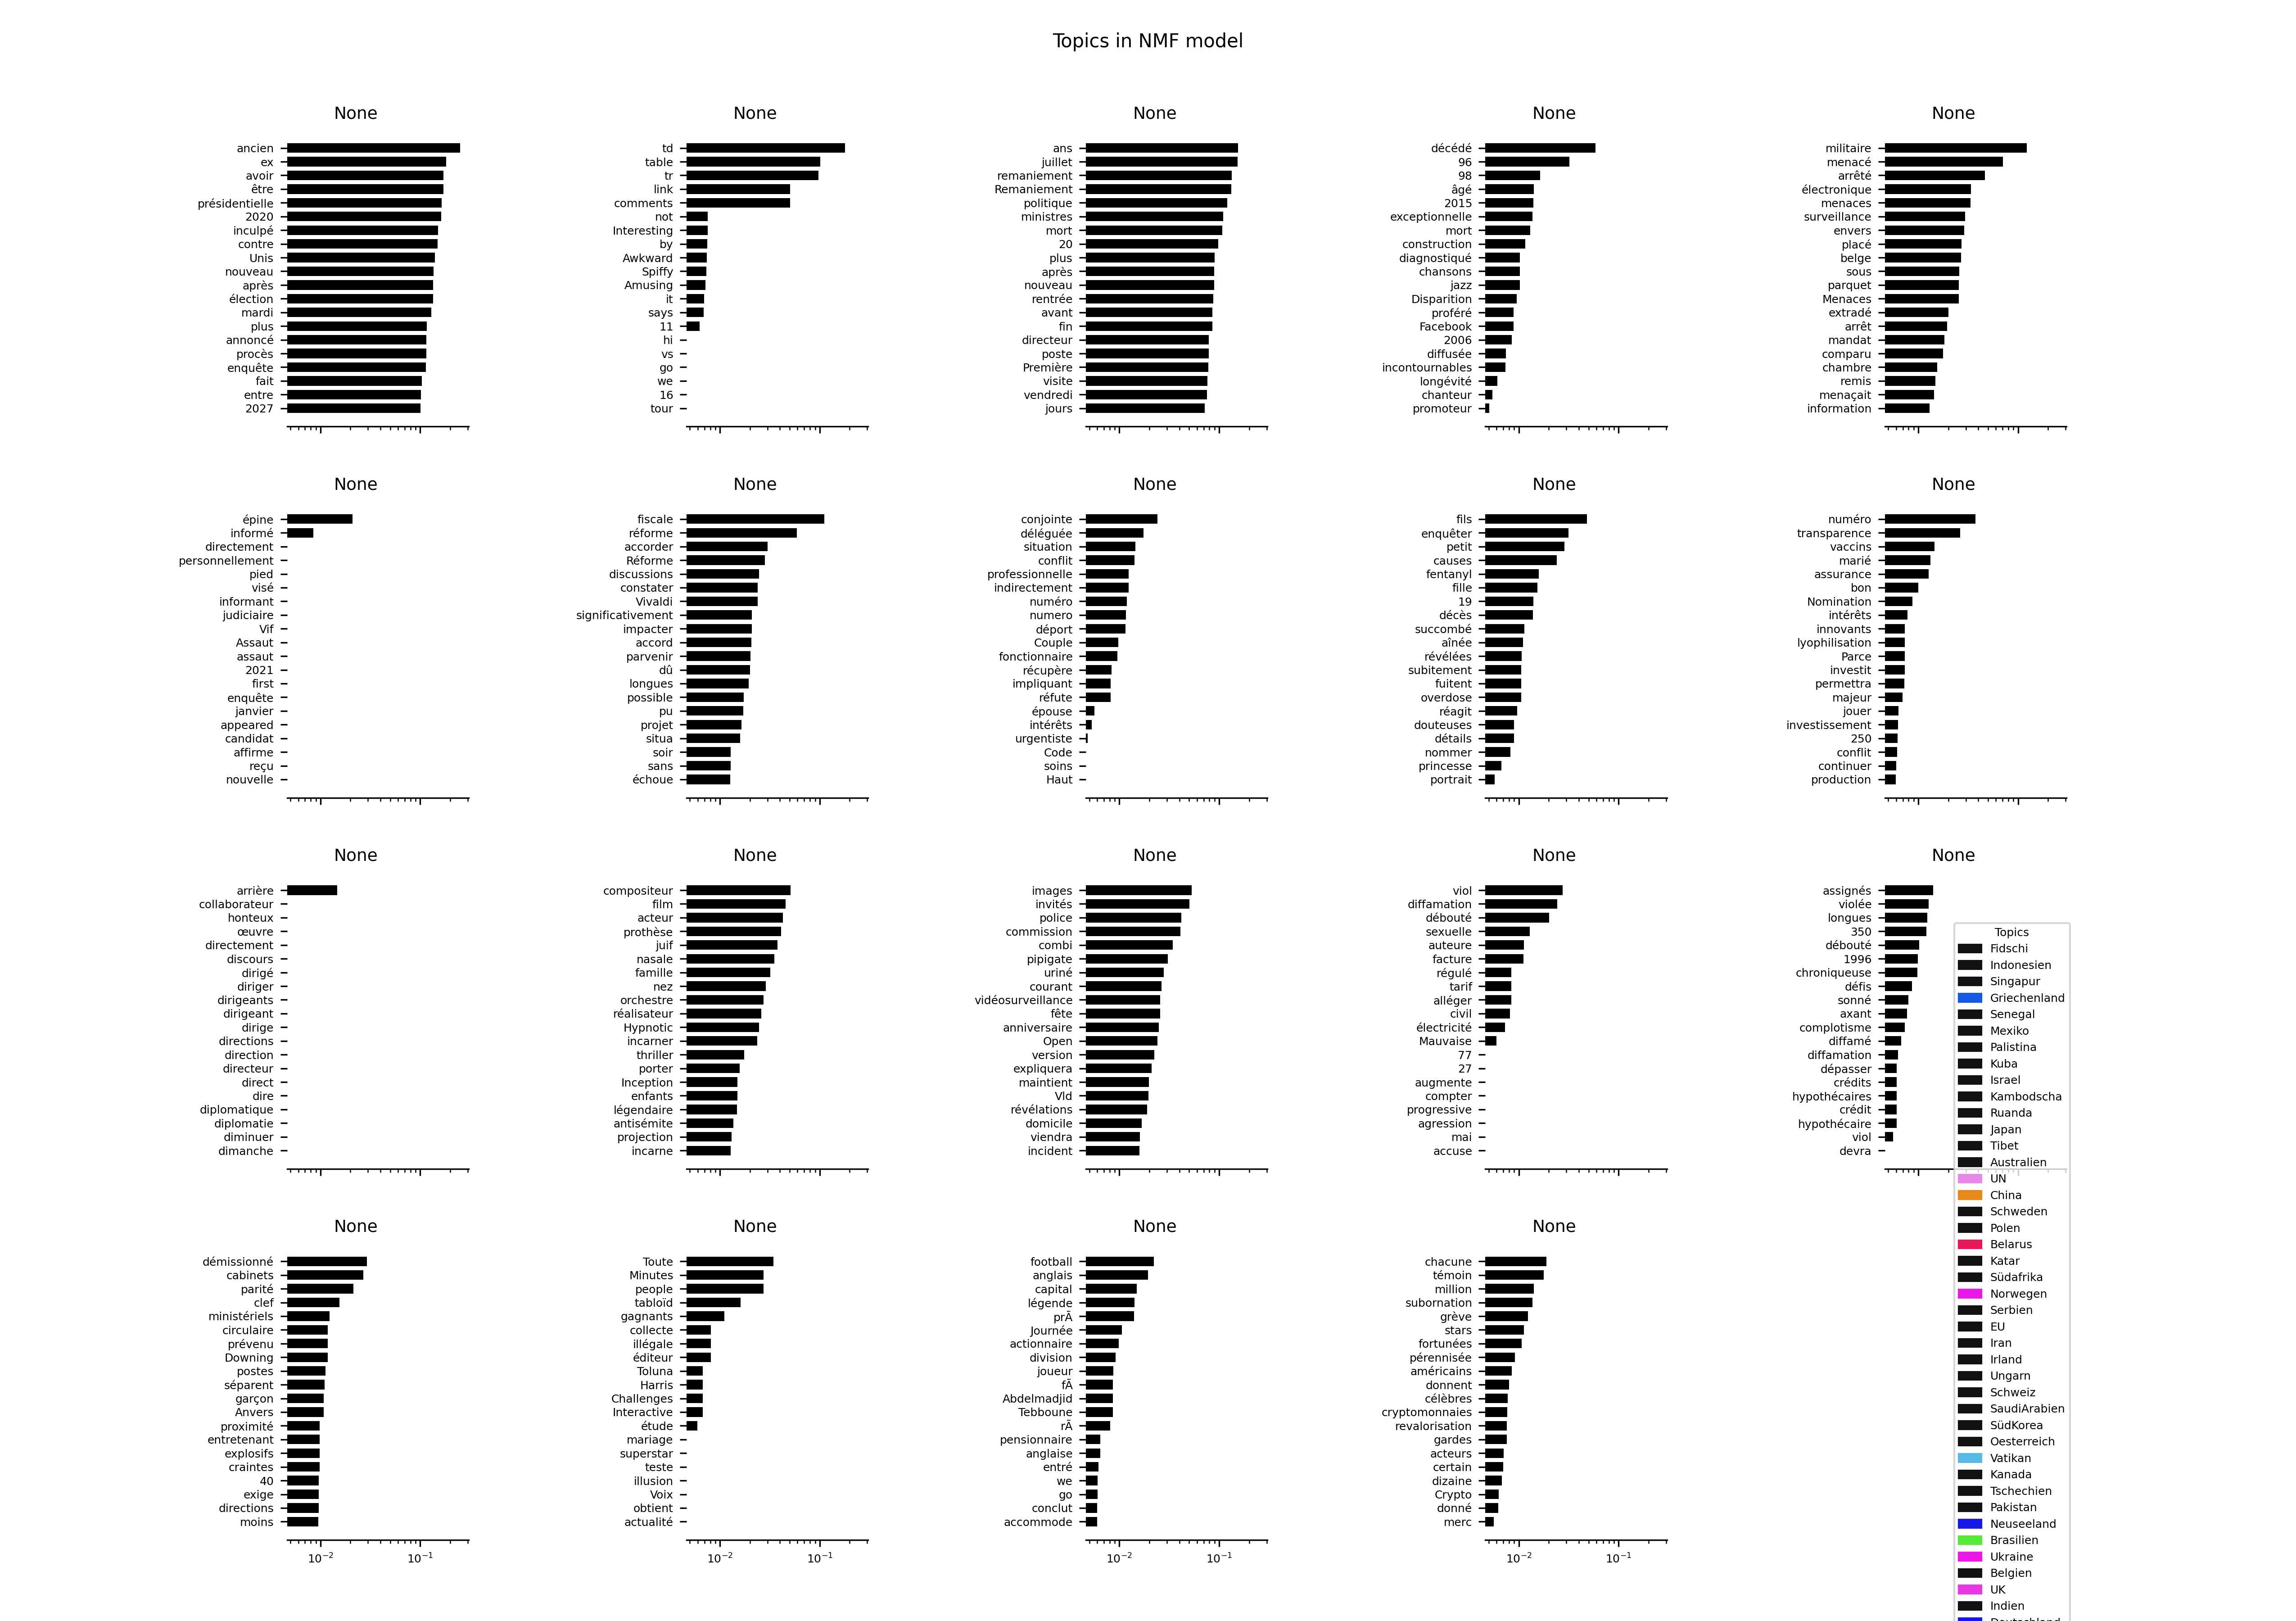 Topics in NMF model
None
ancien
ex
avoir
être
présidentielle
2020
inculpé
contre
Unis
nouveau
après
élection
mardi
plus
annoncé
procès
enquête
fait
entre
2027
None
td
table
tr
link
comments
not
Interesting
by
Awkward
Spiffy
Amusing
it
says
11
hi
vs
go
we
16
tour
None
ans
juillet
remaniement
Remaniement
politique
ministres
mort
20
plus
après
nouveau
rentrée
avant
fin
directeur
poste
Première
visite
vendredi
jours
None
décédé
96
98
âgé
2015
exceptionnelle
mort
construction
diagnostiqué
chansons
jazz
Disparition
proféré
Facebook
2006
diffusée
incontournables
longévité
chanteur
promoteur
None
militaire
menacé
arrêté
électronique
menaces
surveillance
envers
placé
belge
sous
parquet
Menaces
extradé
arrêt
mandat
comparu
chambre
remis
menaçait
information
None
épine
informé
directement
personnellement
pied
visé
informant
judiciaire
Vif
Assaut
assaut
2021
first
enquête
janvier
appeared
candidat
affirme
reçu
nouvelle
None
fiscale
réforme
accorder
Réforme
discussions
constater
Vivaldi
significativement
impacter
accord
parvenir
dû
longues
possible
pu
projet
situa
soir
sans
échoue
None
conjointe
déléguée
situation
conflit
professionnelle
indirectement
numéro
numero
déport
Couple
fonctionnaire
récupère
impliquant
réfute
épouse
intérêts
urgentiste
Code
soins
Haut
None
fils
enquêter
petit
causes
fentanyl
fille
19
décès
succombé
aînée
révélées
subitement
fuitent
overdose
réagit
douteuses
détails
nommer
princesse
portrait
None
numéro
transparence
vaccins
marié
assurance
bon
Nomination
intérêts
innovants
lyophilisation
Parce
investit
permettra
majeur
jouer
investissement
250
conflit
continuer
production
None
arrière
collaborateur
honteux
œuvre
directement
discours
dirigé
diriger
dirigeants
dirigeant
dirige
directions
direction
directeur
direct
dire
diplomatique
diplomatie
diminuer
dimanche
None
compositeur
film
acteur
prothèse
juif
nasale
famille
nez
orchestre
réalisateur
Hypnotic
incarner
thriller
porter
Inception
enfants
légendaire
antisémite
projection
incarne
None
images
invités
police
commission
combi
pipigate
uriné
courant
vidéosurveillance
fête
anniversaire
Open
version
expliquera
maintient
Vld
révélations
domicile
viendra
incident
None
viol
diffamation
débouté
sexuelle
auteure
facture
régulé
tarif
alléger
civil
électricité
Mauvaise
77
27
augmente
compter
progressive
agression
mai
accuse
None
assignés
violée
longues
350
débouté
1996
chroniqueuse
défis
sonné
axant
complotisme
diffamé
diffamation
dépasser
crédits
hypothécaires
crédit
hypothécaire
viol
devra
None
démissionné
cabinets
parité
clef
ministériels
circulaire
prévenu
Downing
postes
séparent
garçon
Anvers
proximité
entretenant
explosifs
craintes
40
exige
directions
moins
10⁻² 10⁻¹
None
Toute
Minutes
people
tabloïd
gagnants
collecte
illégale
éditeur
Toluna
Harris
Challenges
Interactive
étude
mariage
superstar
teste
illusion
Voix
obtient
actualité
10⁻² 10⁻¹
None
football
anglais
capital
légende
prÃ
Journée
actionnaire
division
joueur
fÃ
Abdelmadjid
Tebboune
rÃ
pensionnaire
anglaise
entré
we
go
conclut
accommode
10⁻² 10⁻¹
None
chacune
témoin
million
subornation
grève
stars
fortunées
pérennisée
américains
donnent
célèbres
cryptomonnaies
revalorisation
gardes
acteurs
certain
dizaine
Crypto
donné
merc
10⁻² 10⁻¹
Topics
Fidschi
Indonesien
Singapur
Griechenland
Senegal
Mexiko
Palistina
Kuba
Israel
Kambodscha
Ruanda
Japan
Tibet
Australien
UN
China
Schweden
Polen
Belarus
Katar
Südafrika
Norwegen
Serbien
EU
Iran
Irland
Ungarn
Schweiz
SaudiArabien
SüdKorea
Oesterreich
Vatikan
Kanada
Tschechien
Pakistan
Neuseeland
Brasilien
Ukraine
Belgien
UK
Indien